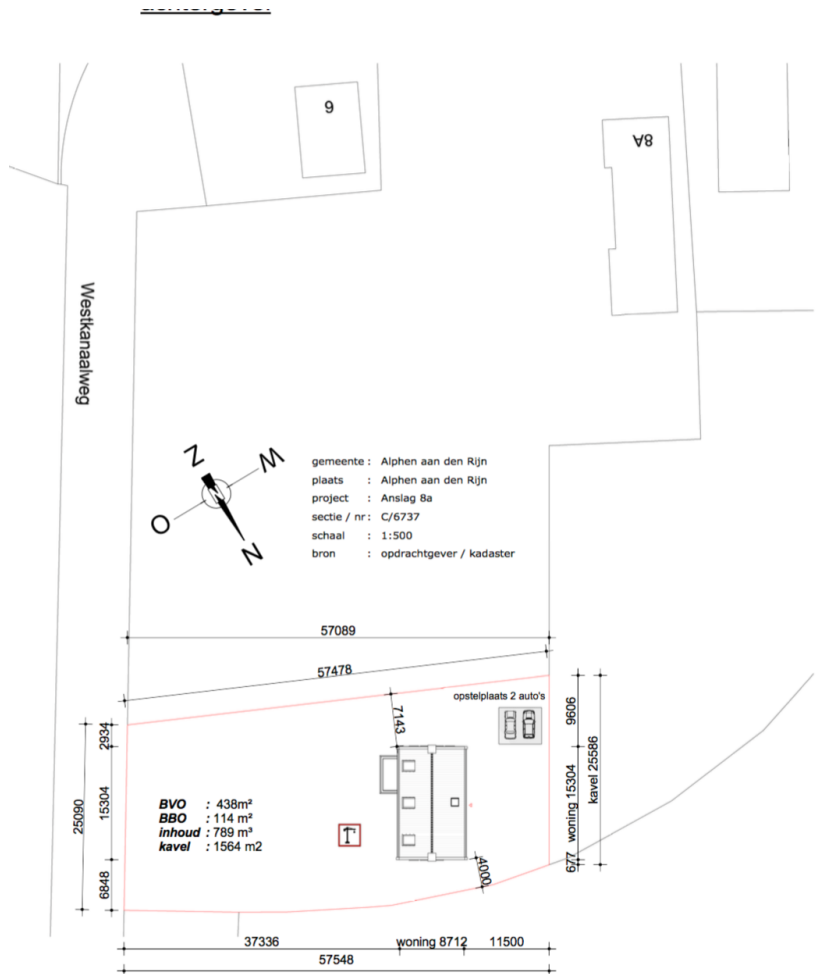 6
8A
Westkanaalweg
N
W
O
Z
gemeente : Alphen aan den Rijn
plaats : Alphen aan den Rijn
project : Anslag 8a
sectie / nr : C/6737
schaal : 1:500
bron : opdrachtgever / kadaster
57089
57478
opstelplaats 2 auto's
7143
9606
2934
25090
15304
woning 15304
kavel 25586
BVO : 438m²
BBO : 114 m²
inhoud : 789 m³
kavel : 1564 m2
4000
677
6848
37336
woning 8712
11500
57548